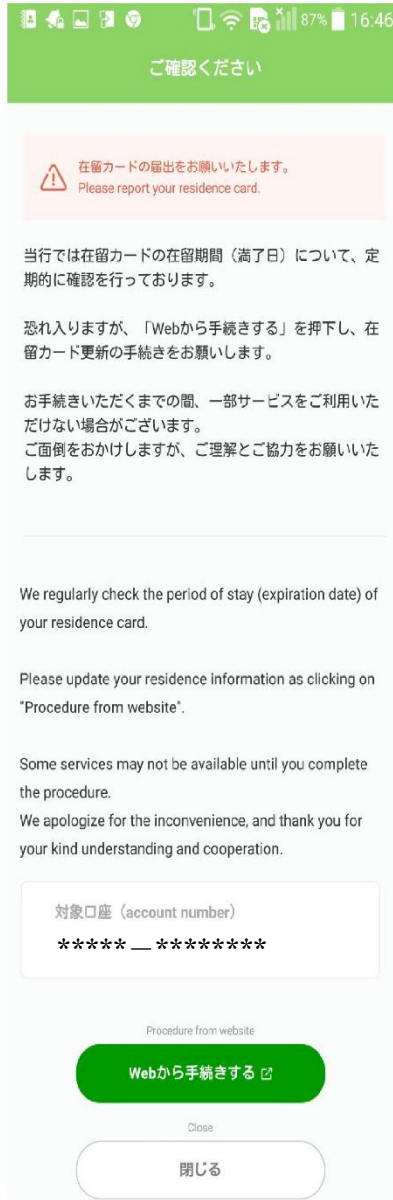 87% 16:46
ご確認ください
在留カードの届出をお願いいたします。
Please report your residence card.
当行では在留カードの在留期間（満了日）について、定
期的に確認を行っております。
恐れ入りますが、「Webから手続きする」を押下し、在
留カード更新の手続きをお願いします。
お手続きいただくまでの間、一部サービスをご利用いた
だけない場合がございます。
ご面倒をおかけしますが、ご理解とご協力をお願いいた
します。
We regularly check the period of stay (expiration date) of
your residence card.
Please update your residence information as clicking on
"Procedure from website".
Some services may not be available until you complete
the procedure.
We apologize for the inconvenience, and thank you for
your kind understanding and cooperation.
対象口座（account number）
***** — ********
Procedure from website
Webから手続きする
Close
閉じる